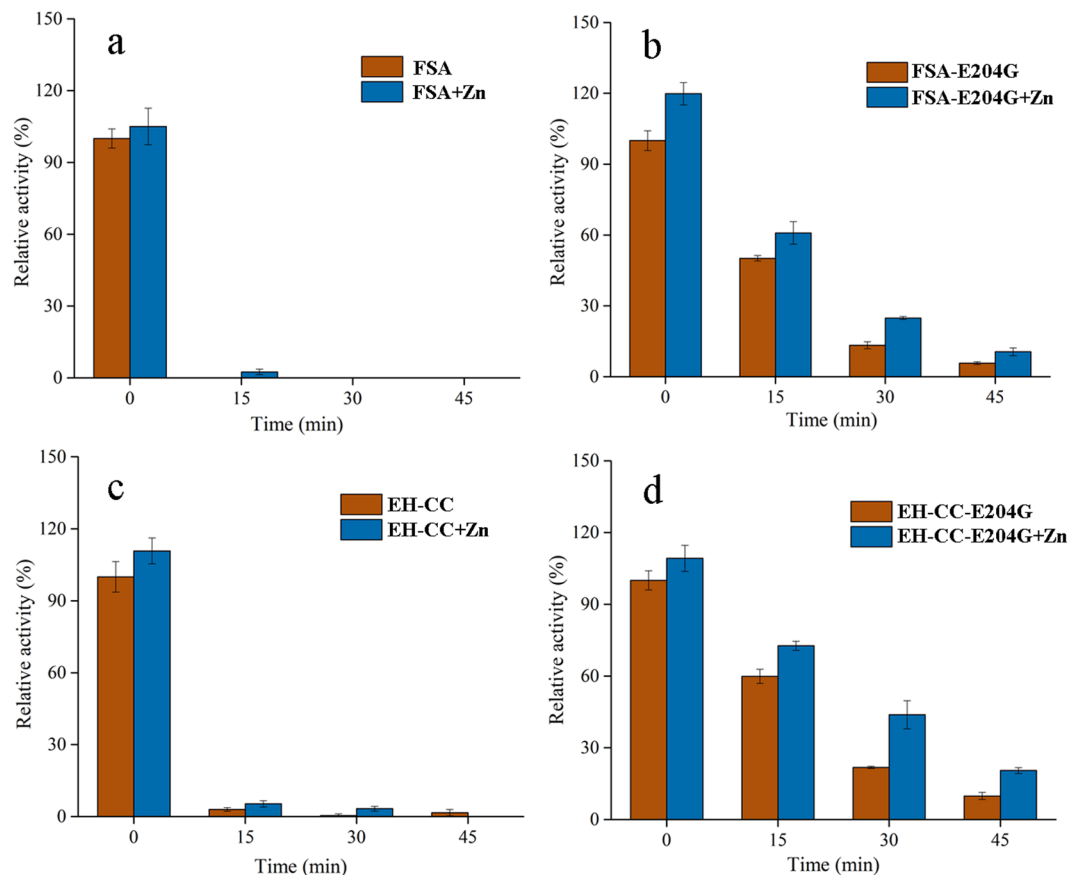 a
FSA
FSA+Zn
Relative activity (%)
150
120
90
60
30
0
0 15 30 45
Time (min)
b
FSA-E204G
FSA-E204G+Zn
Relative activity (%)
150
120
90
60
30
0
0 15 30 45
Time (min)
c
EH-CC
EH-CC+Zn
Relative activity (%)
150
120
90
60
30
0
0 15 30 45
Time (min)
d
EH-CC-E204G
EH-CC-E204G+Zn
Relative activity (%)
150
120
90
60
30
0
0 15 30 45
Time (min)